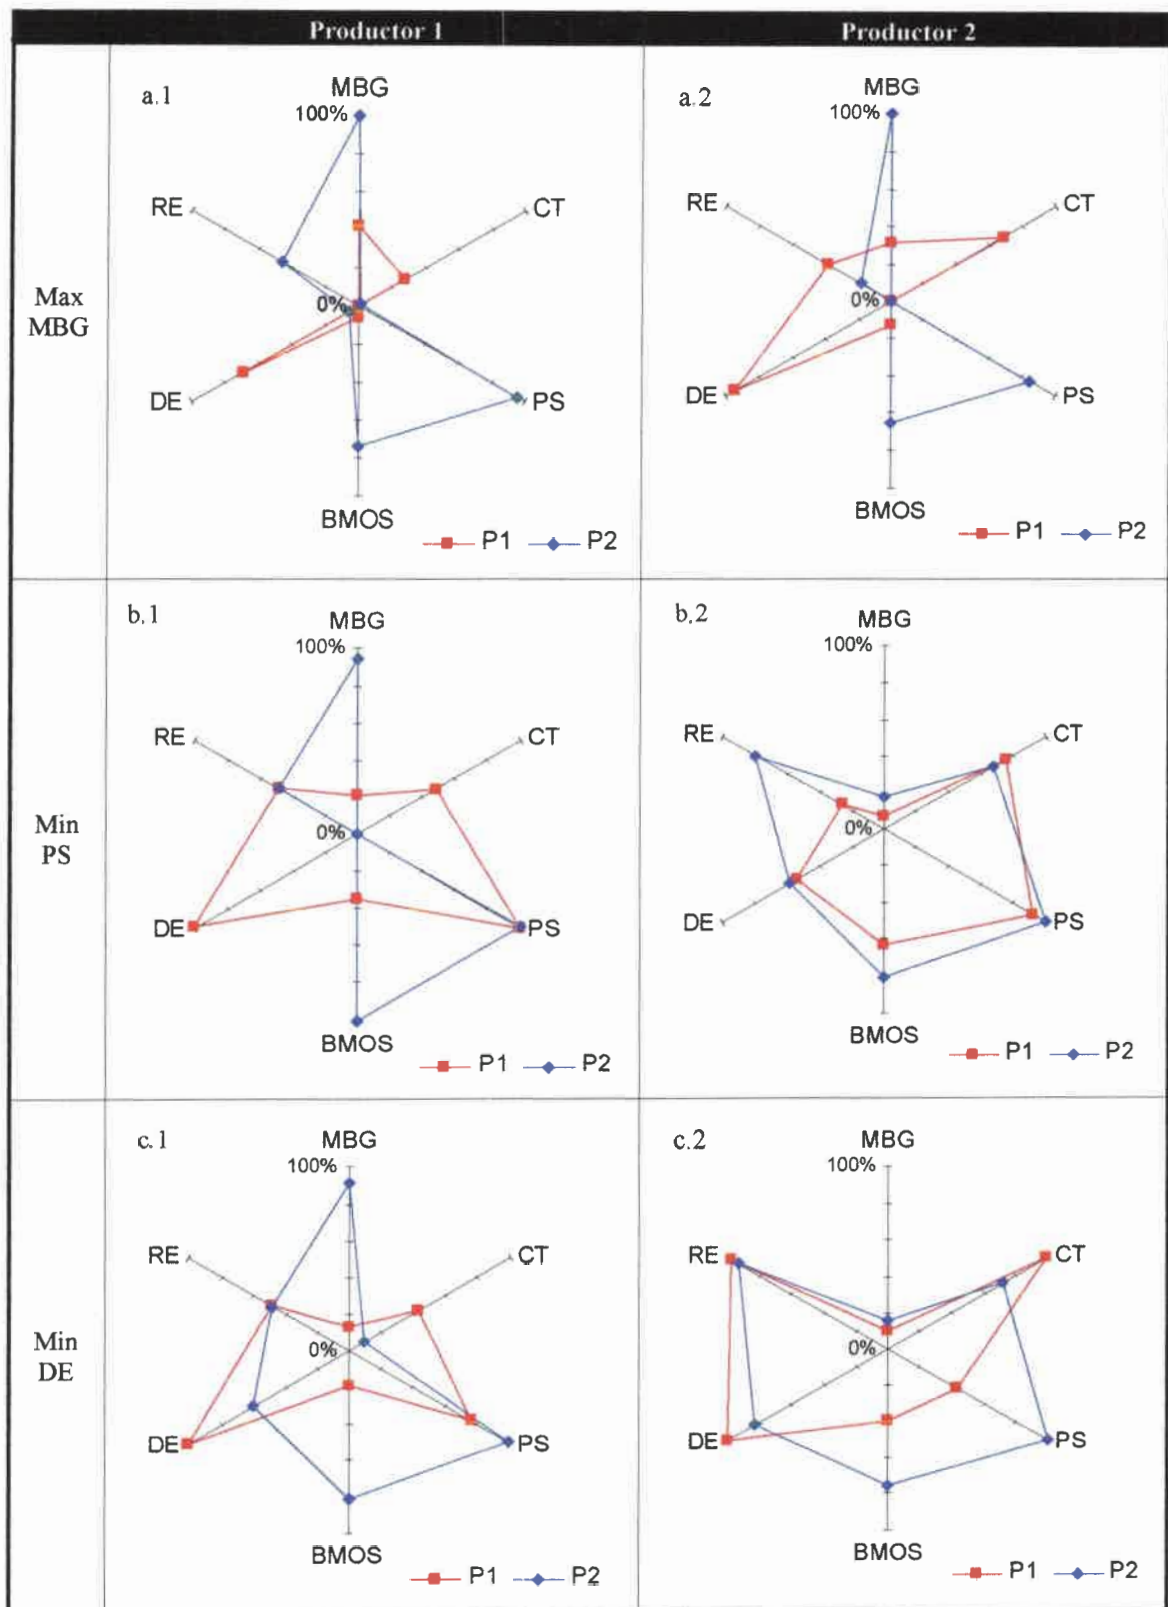 Productor 1 Productor 2
Max
MBG
a.1
MBG
100%
RE
CT
0%
DE
PS
BMOS
P1 P2
a.2
MBG
100%
RE
CT
0%
DE
PS
BMOS
P1 P2
Min
PS
b.1
MBG
100%
RE
CT
0%
DE
PS
BMOS
P1 P2
b.2
MBG
100%
RE
CT
0%
DE
PS
BMOS
P1 P2
Min
DE
c.1
MBG
100%
RE
CT
0%
DE
PS
BMOS
P1 P2
c.2
MBG
100%
RE
CT
0%
DE
PS
BMOS
P1 P2